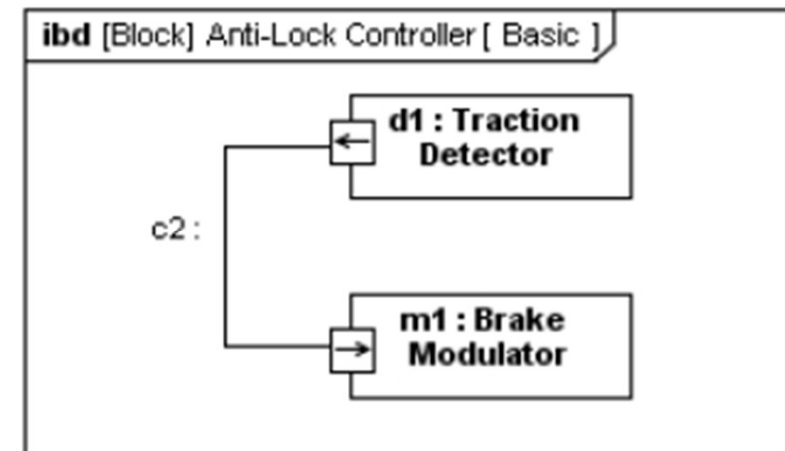 ibd [Block] Anti-Lock Controller [ Basic ]
d1 : Traction
Detector
c2 :
m1 : Brake
Modulator